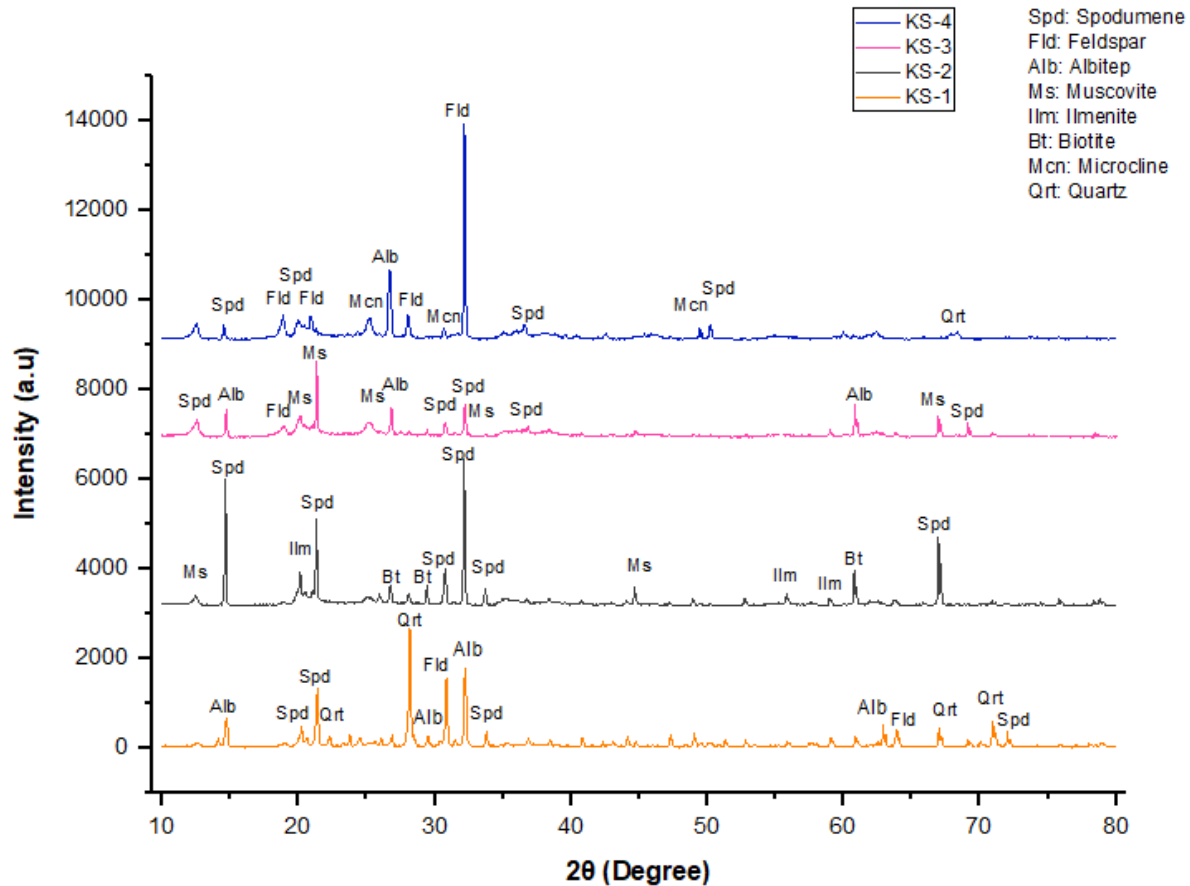 KS-4
KS-3
KS-2
KS-1
Spd: Spodumene
Fld: Feldspar
Alb: Albitep
Ms: Muscovite
Ilm: Ilmenite
Bt: Biotite
Mcn: Microcline
Qrt: Quartz
Intensity (a.u)
14000
12000
10000
8000
6000
4000
2000
0
Spd
Fld
Spd
Fld
Mcn
Alb
Fld
Mcn
Fld
Spd
Mcn
Spd
Qrt
Spd
Alb
Fld
Ms
Ms
Ms
Alb
Spd
Spd
Ms
Spd
Alb
Ms
Spd
Ms
Spd
Ilm
Spd
Bt
Bt
Spd
Spd
Spd
Ms
Ilm
Ilm
Bt
Spd
Alb
Spd
Spd
Qrt
Qrt
Alb
Fld
Alb
Spd
Alb
Fld
Qrt
Qrt
Spd
10 20 30 40 50 60 70 80
2θ (Degree)